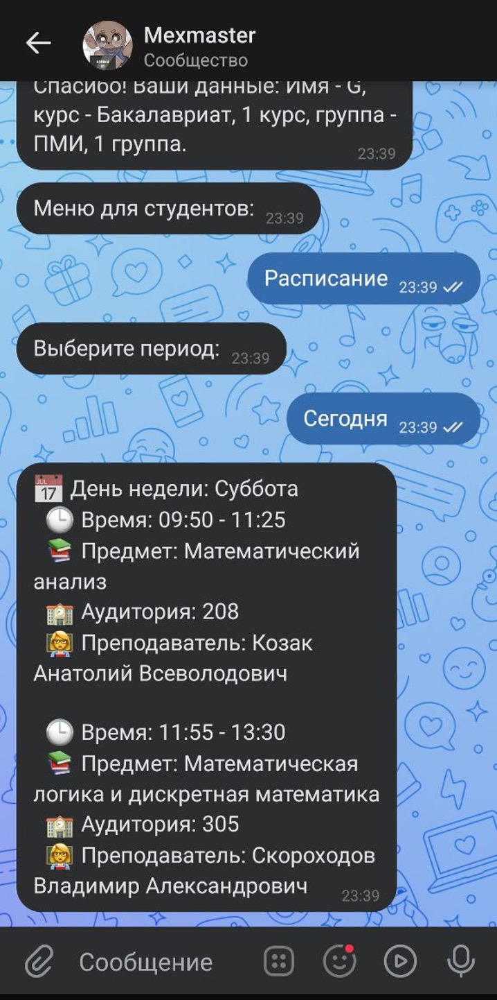 Mexmaster
Сообщество
Спасибо! Ваши данные: Имя - G,
курс - Бакалавриат, 1 курс, группа -
ПМИ, 1 группа.
23:39
Меню для студентов: 23:39
Расписание 23:39
Выберите период: 23:39
Сегодня 23:39
JUL 17 День недели: Суббота
Время: 09:50 - 11:25
Предмет: Математический
анализ
Аудитория: 208
Преподаватель: Козак
Анатолий Всеволодович
Время: 11:55 - 13:30
Предмет: Математическая
логика и дискретная математика
Аудитория: 305
Преподаватель: Скороходов
Владимир Александрович 23:39
Сообщение